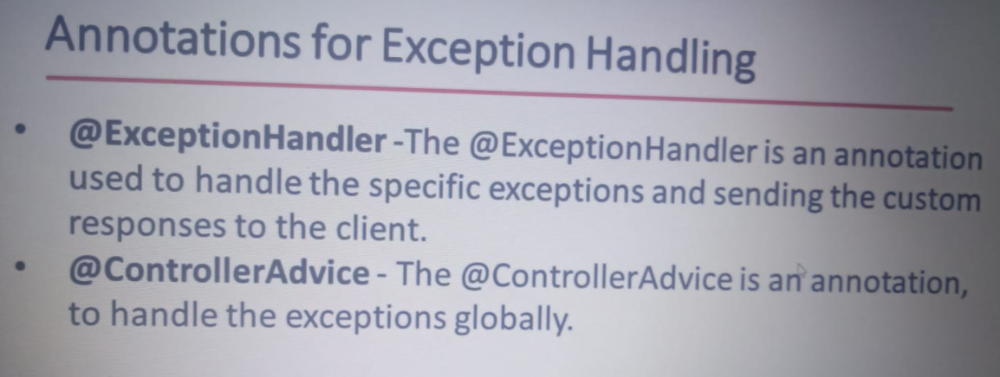 Annotations for Exception Handling
• @ExceptionHandler -The @ExceptionHandler is an annotation
used to handle the specific exceptions and sending the custom
responses to the client.
• @ControllerAdvice - The @ControllerAdvice is an annotation,
to handle the exceptions globally.